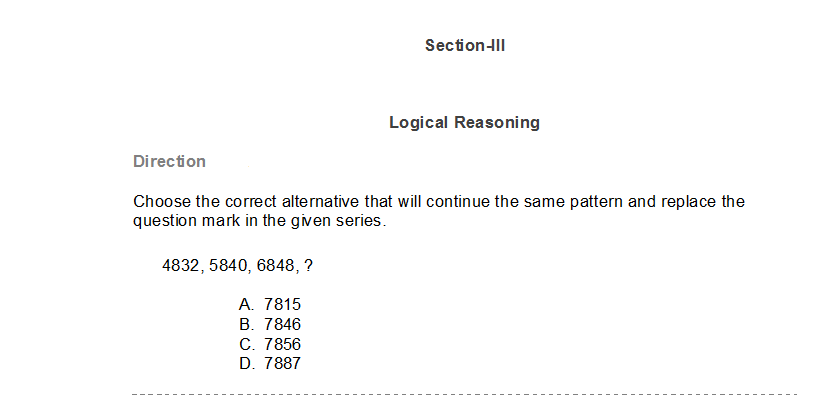 Section-III
Logical Reasoning
Direction
Choose the correct alternative that will continue the same pattern and replace the
question mark in the given series.
4832, 5840, 6848, ?
A. 7815
B. 7846
C. 7856
D. 7887